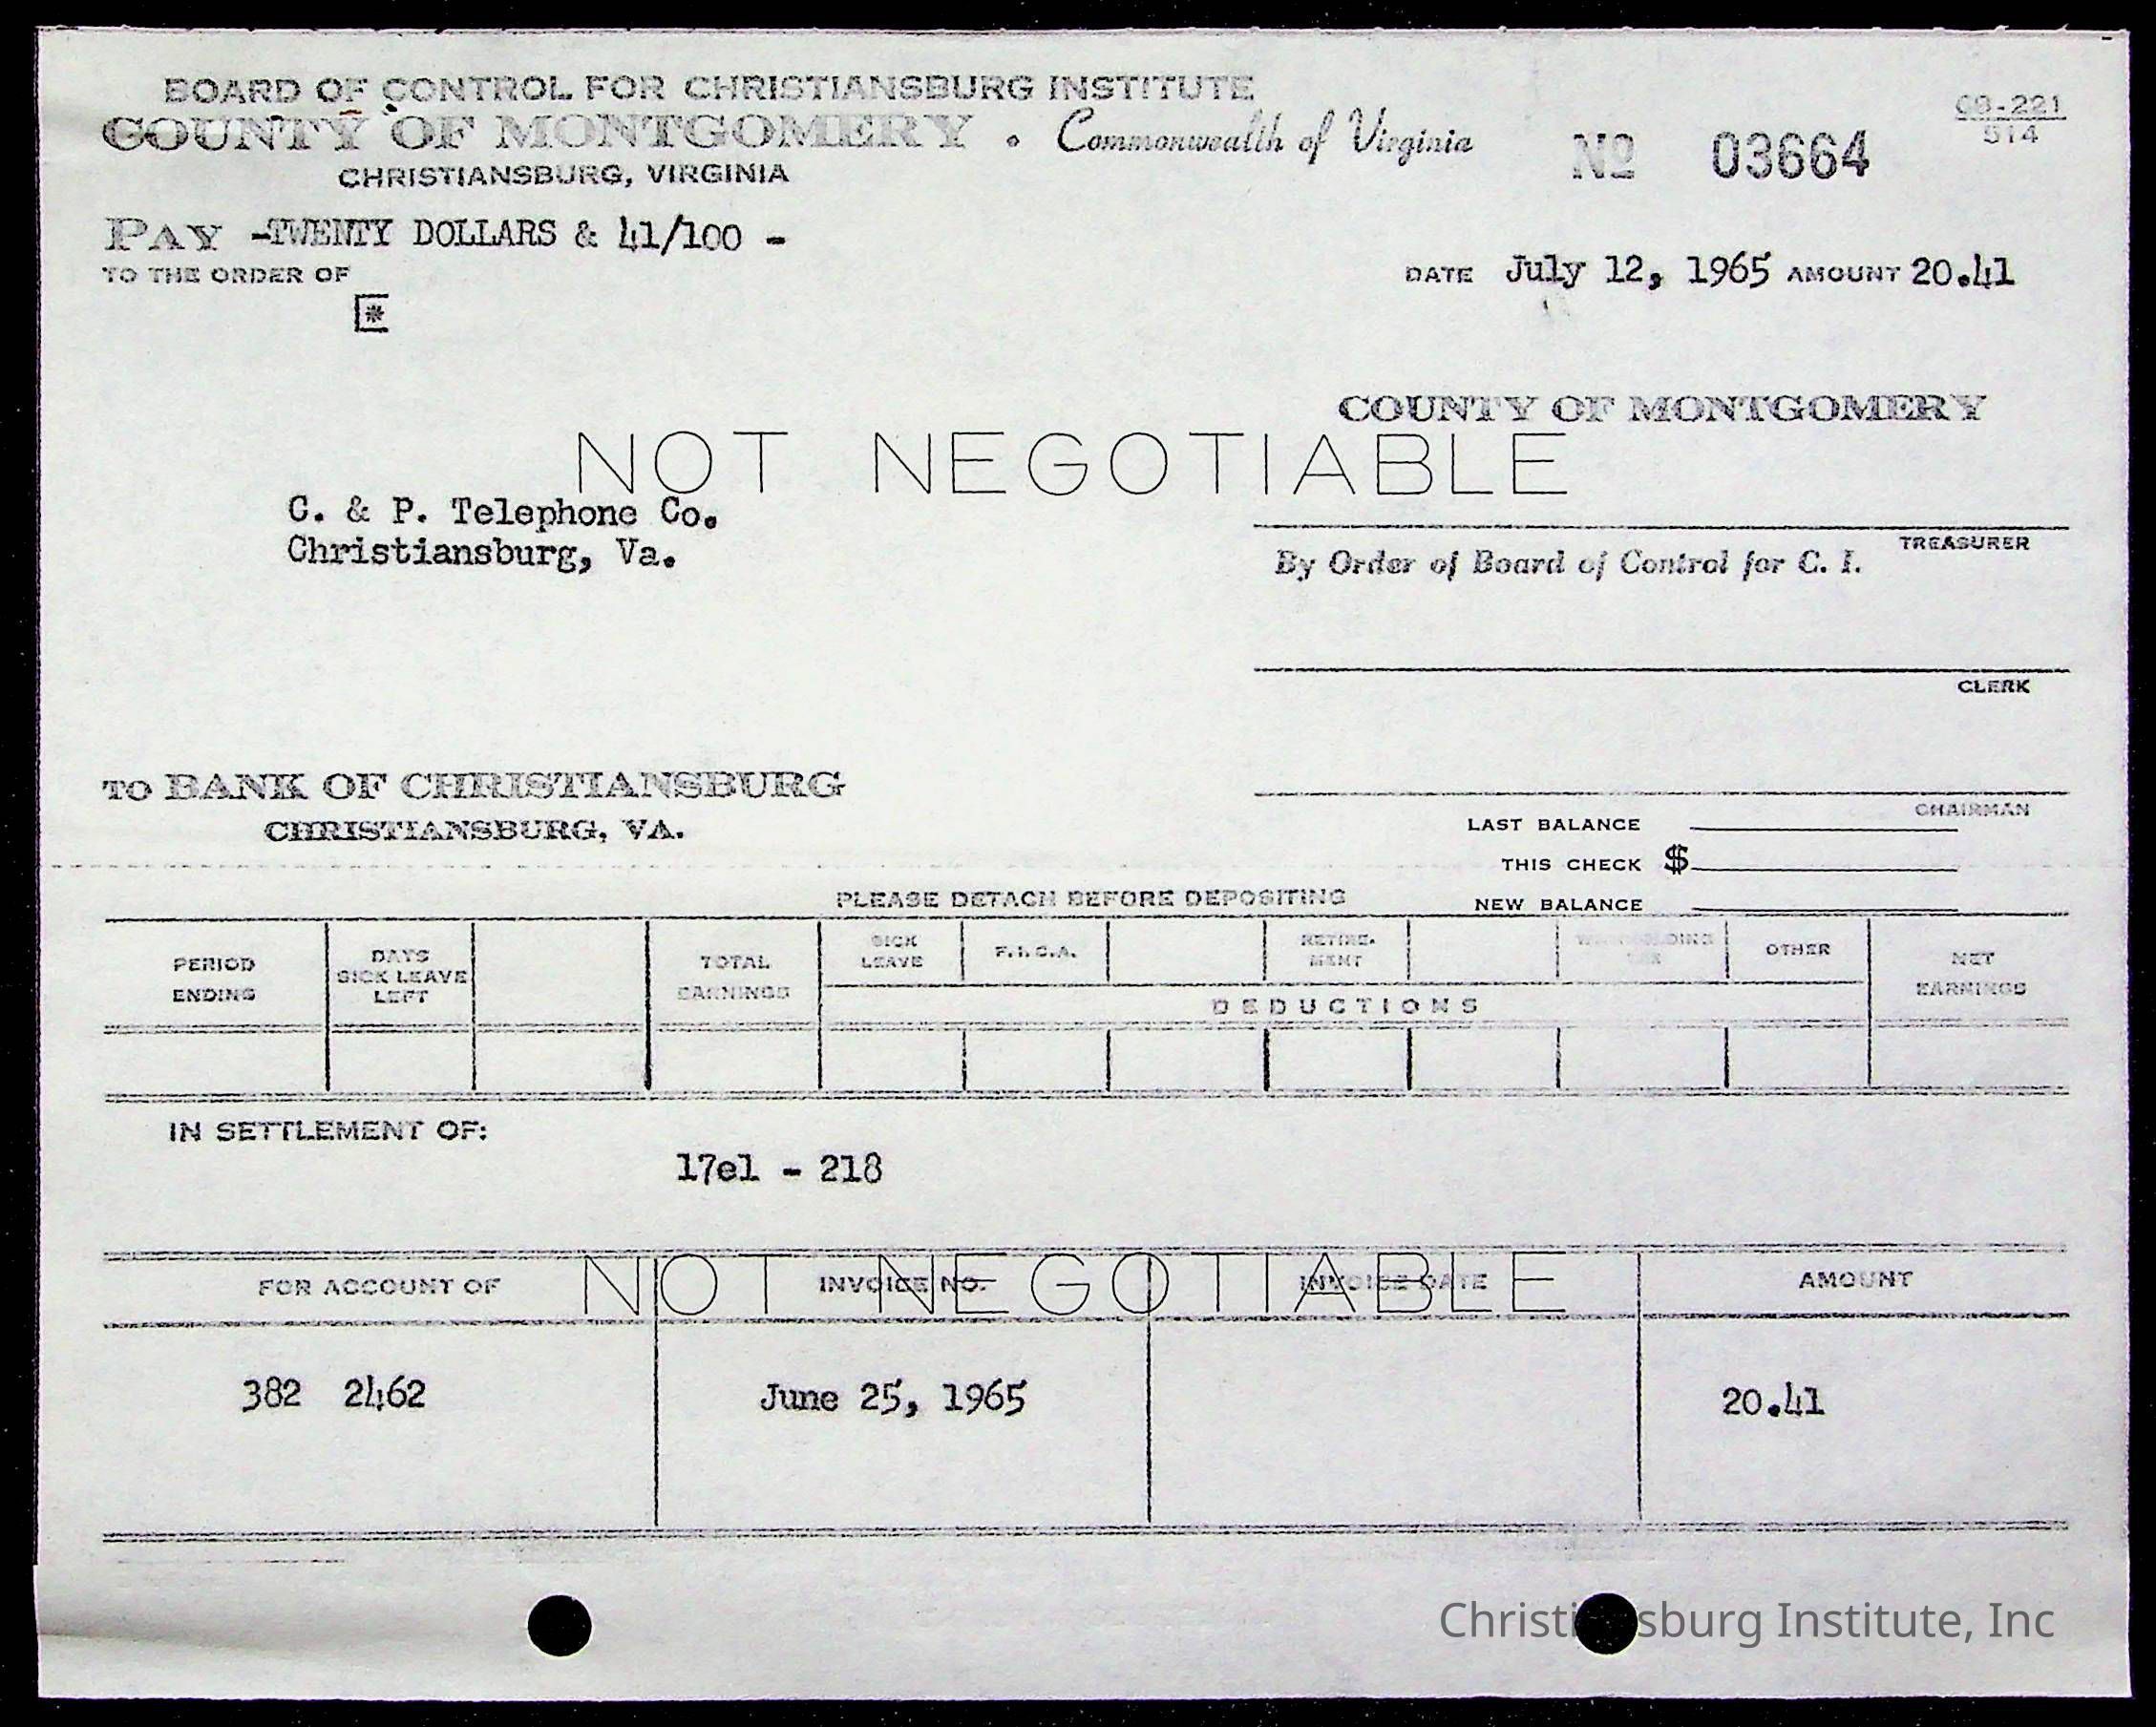 BOARD OF CONTROL FOR CHRISTIANSBURG INSTITUTE
COUNTY OF MONTGOMERY • Commonwealth of Virginia
CHRISTIANSBURG, VIRGINIA
Nº 03664
68-221
514
PAY -TWENTY DOLLARS & 41/100 -
TO THE ORDER OF
DATE July 12, 1965 AMOUNT 20.41
COUNTY OF MONTGOMERY
NOT NEGOTIABLE
C. & P. Telephone Co.
Christiansburg, Va.
TREASURER
By Order of Board of Control for C. I.
CLERK
TO BANK OF CHRISTIANSBURG
CHRISTIANSBURG, VA.
CHAIRMAN
LAST BALANCE
THIS CHECK $
NEW BALANCE
PLEASE DETACH BEFORE DEPOSITING
PERIOD
ENDING
DAYS
SICK LEAVE
LEFT
TOTAL
EARNINGS
SICK
LEAVE
F.I.C.A.
RETIRE-
MENT
WITHHOLDING
TAX
OTHER
DEDUCTIONS
NET
EARNINGS
IN SETTLEMENT OF:
17e1 - 218
NOT NEGOTIABLE
FOR ACCOUNT OF INVOICE NO. INVOICE DATE AMOUNT
382 2462 June 25, 1965 20.41
Christiansburg Institute, Inc